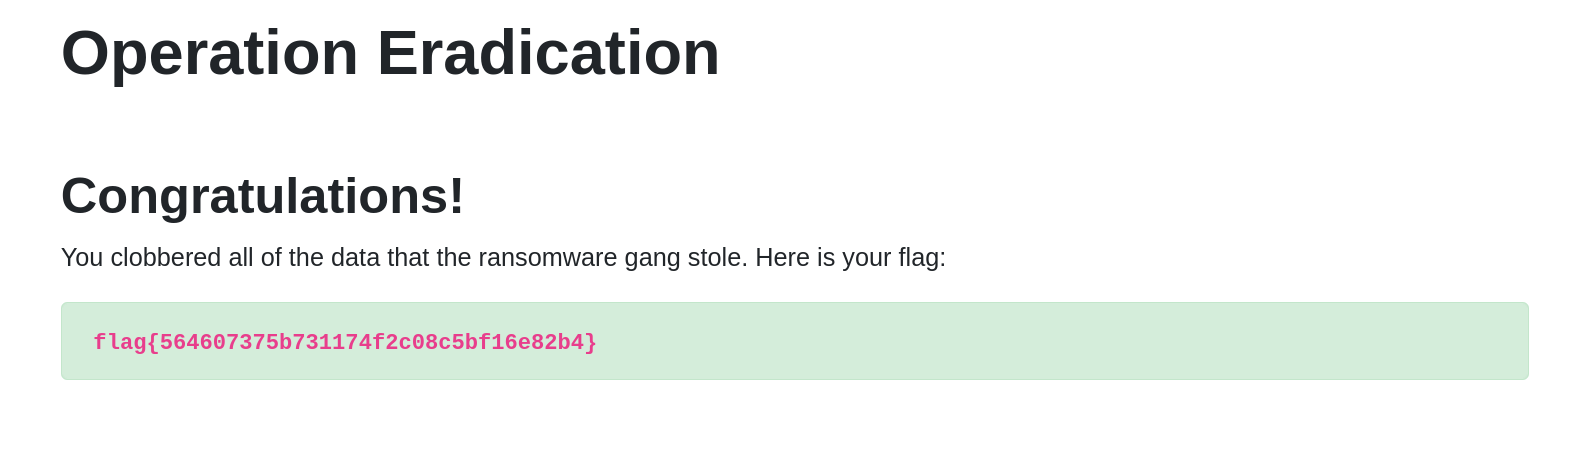 Operation Eradication
Congratulations!
You clobbered all of the data that the ransomware gang stole. Here is your flag:
flag{564607375b731174f2c08c5bf16e82b4}